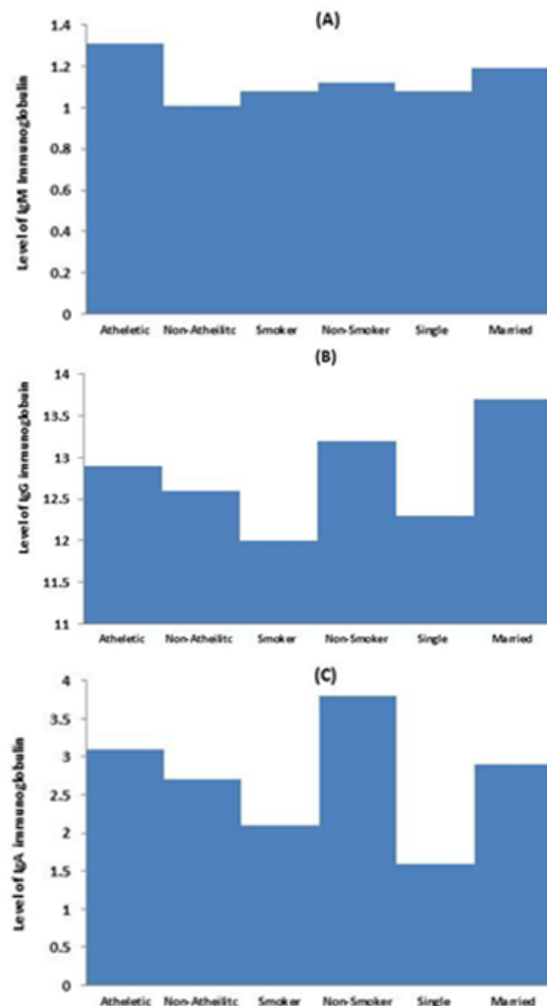 (A)
Level of IgM Immunoglobulin
1.4
1.2
1
0.8
0.6
0.4
0.2
0
Atheletic Non-Atheilitc Smoker Non-Smoker Single Married
(B)
Level of IgG immunoglobuin
14
13.5
13
12.5
12
11.5
11
Atheletic Non-Atheilitc Smoker Non-Smoker Single Married
(C)
Level of IgA immunoglobulin
4
3.5
3
2.5
2
1.5
1
0.5
0
Atheletic Non-Atheilitc Smoker Non-Smoker Single Married